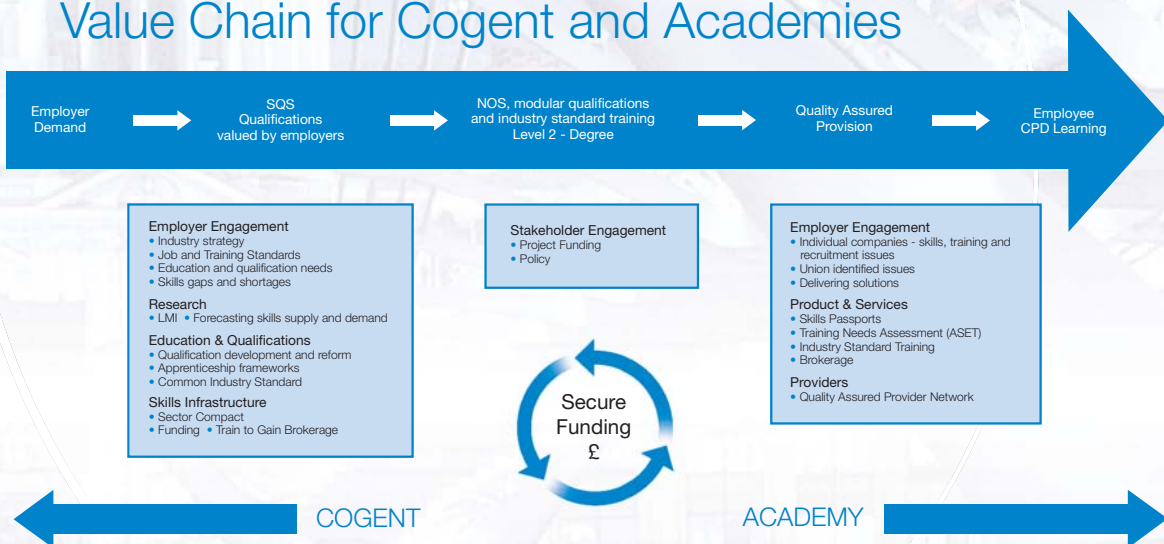 Value Chain for Cogent and Academies
Employer
Demand
SQS
Qualifications
valued by employers
NOS, modular qualifications
and industry standard training
Level 2 - Degree
Quality Assured
Provision
Employee
CPD Learning
Employer Engagement
• Industry strategy
• Job and Training Standards
• Education and qualification needs
• Skills gaps and shortages
Research
• LMI • Forecasting skills supply and demand
Education & Qualifications
• Qualification development and reform
• Apprenticeship frameworks
• Common Industry Standard
Skills Infrastructure
• Sector Compact
• Funding • Train to Gain Brokerage
Stakeholder Engagement
• Project Funding
• Policy
Employer Engagement
• Individual companies - skills, training and
recruitment issues
• Union identified issues
• Delivering solutions
Product & Services
• Skills Passports
• Training Needs Assessment (ASET)
• Industry Standard Training
• Brokerage
Providers
• Quality Assured Provider Network
Secure
Funding
£
COGENT
ACADEMY